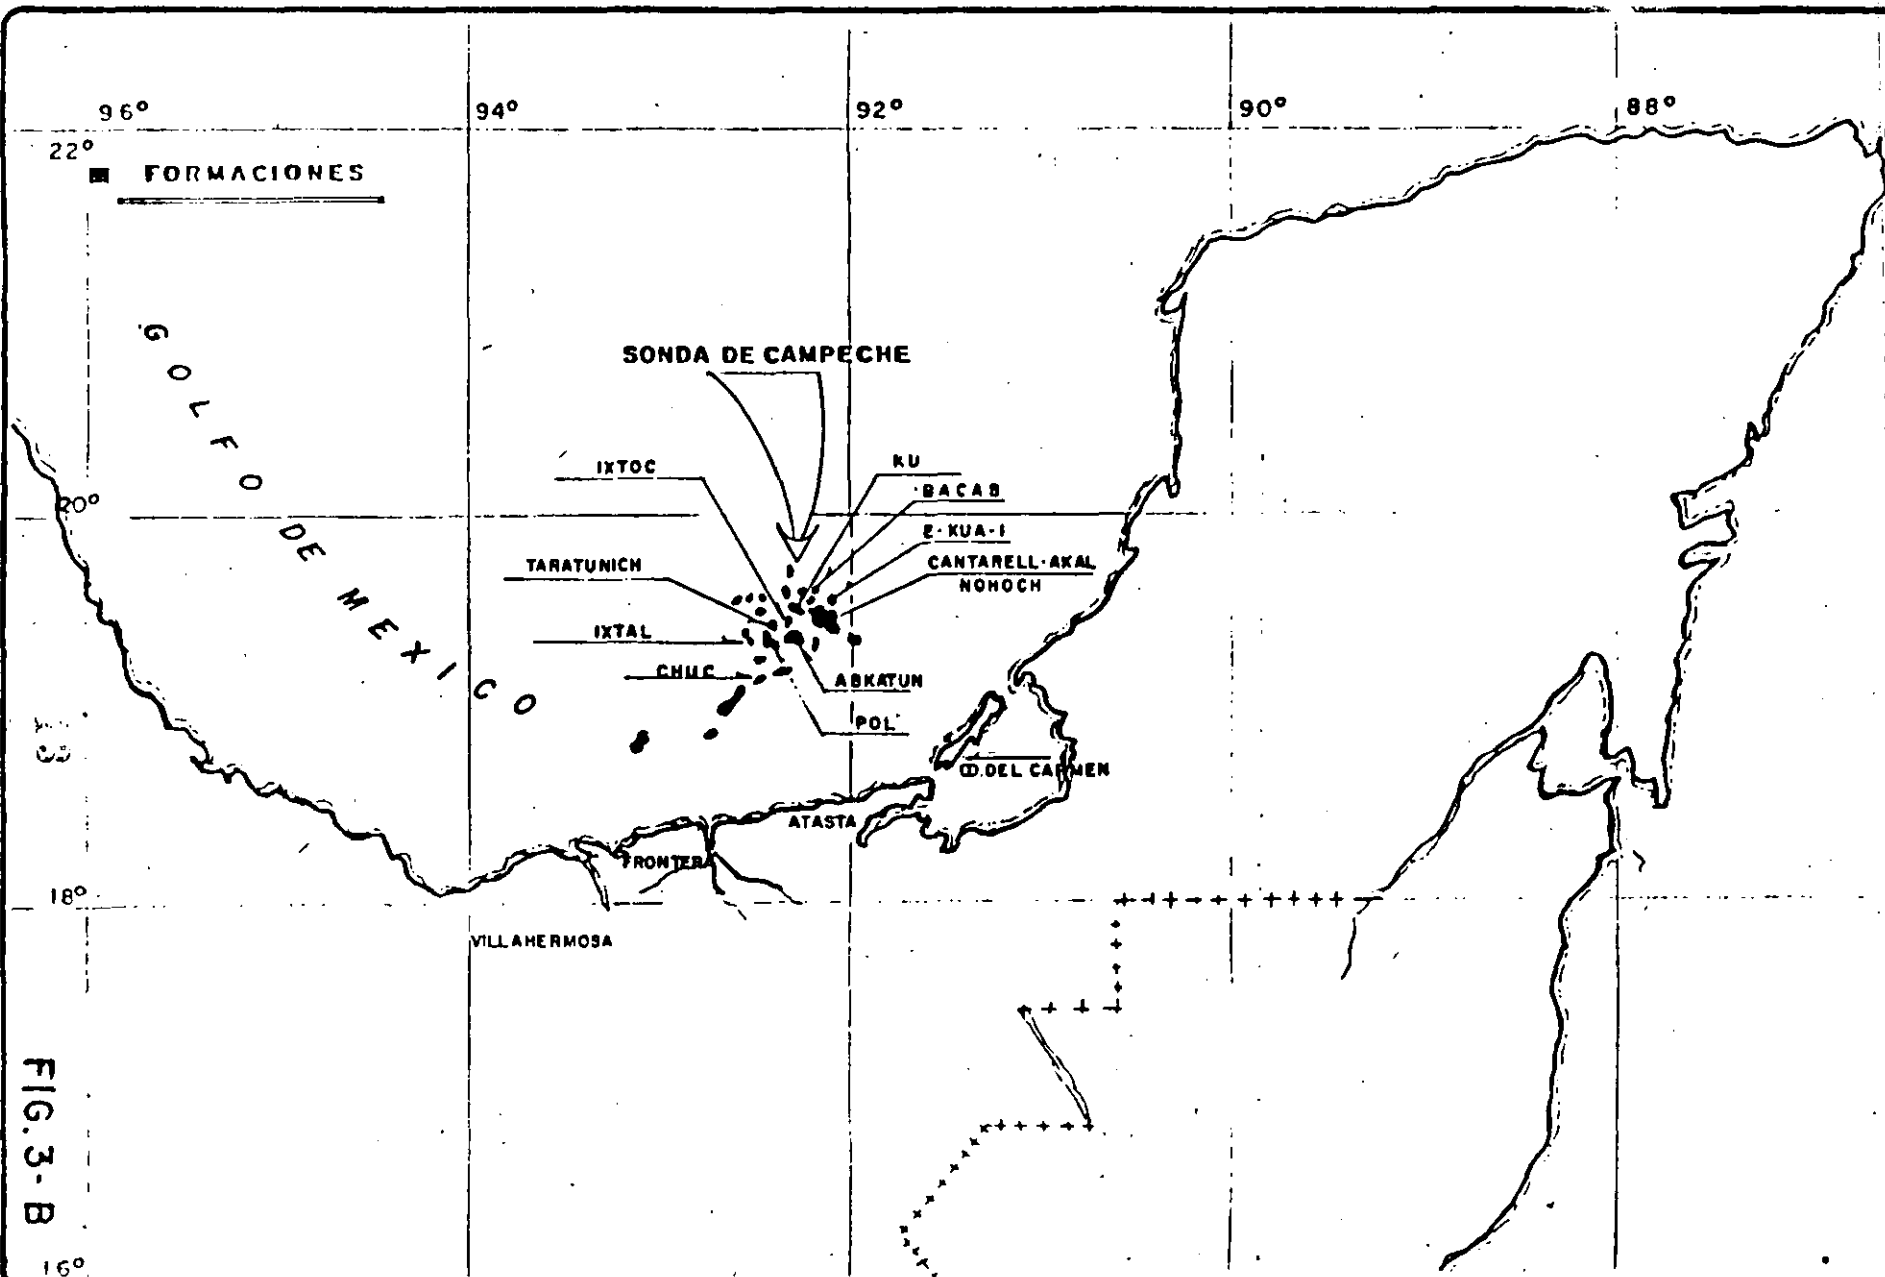 96° 94° 92° 90° 88°
22°
FORMACIONES
GOLFO DE MEXICO
SONDA DE CAMPECHE
IXTOC
KU
BACAB
20°
E-KUA-I
CANTARELL-AKAL
NOHOCH
TARATUNICH
IXTAL
CHUC
ABKATUN
POL
CD.DEL CARMEN
ATASTA
FRONTERA
18°
VILLAHERMOSA
FIG.3-B
16°